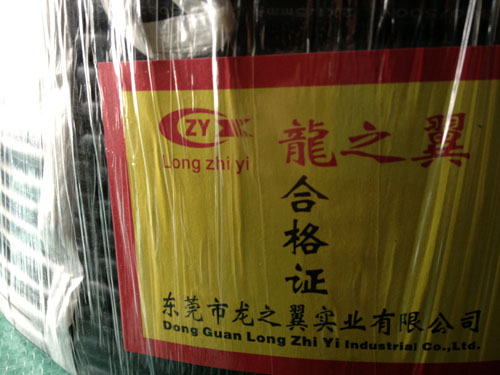 ZY
Long zhi yi
龍之翼
合格证
东莞市龙之翼实业有限公司
Dong Guan Long Zhi Yi Industrial Co.,Ltd.